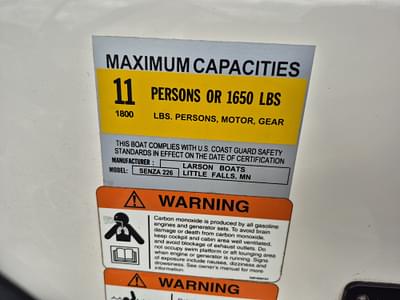 MAXIMUM CAPACITIES
11 PERSONS OR 1650 LBS
1800 LBS. PERSONS, MOTOR, GEAR
THIS BOAT COMPLIES WITH U.S. COAST GUARD SAFETY
STANDARDS IN EFFECT ON THE DATE OF CERTIFICATION
MANUFACTURER : LARSON BOATS
MODEL: SENZA 226 LITTLE FALLS, MN
WARNING
Carbon monoxide is produced by all gasoline
engines and generator sets. To avoid brain
damage or death from carbon monoxide,
keep cockpit and cabin area well ventilated,
and avoid blockage of exhaust outlets. Do
not occupy swim platform or aft lounging area
when engine or generator is running. Signs
of exposure include nausea, dizziness and
drowsiness. See owner's manual for more
information.
WARNING